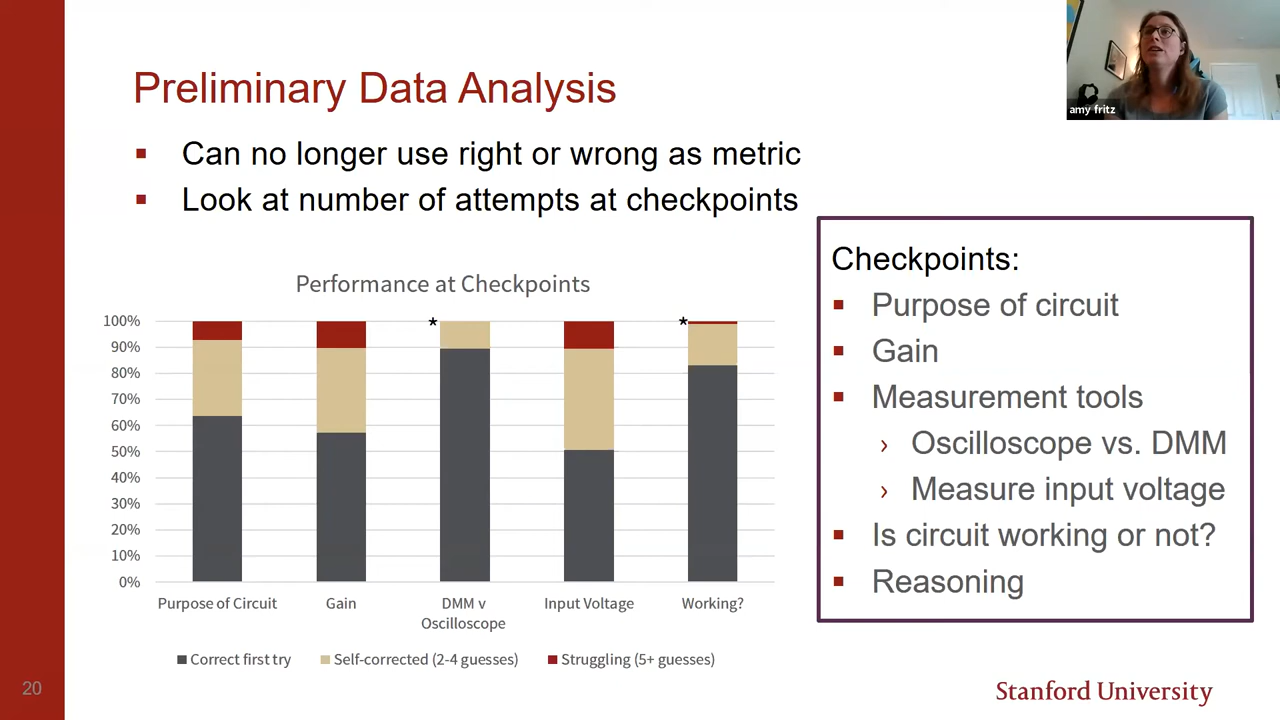 amy fritz
Preliminary Data Analysis
▪ Can no longer use right or wrong as metric
▪ Look at number of attempts at checkpoints
Performance at Checkpoints
100%
90%
80%
70%
60%
50%
40%
30%
20%
10%
0%
*
*
Purpose of Circuit
Gain
DMM v
Oscilloscope
Input Voltage
Working?
Correct first try
Self-corrected (2-4 guesses)
Struggling (5+ guesses)
Checkpoints:
▪ Purpose of circuit
▪ Gain
▪ Measurement tools
› Oscilloscope vs. DMM
› Measure input voltage
▪ Is circuit working or not?
▪ Reasoning
20
Stanford University